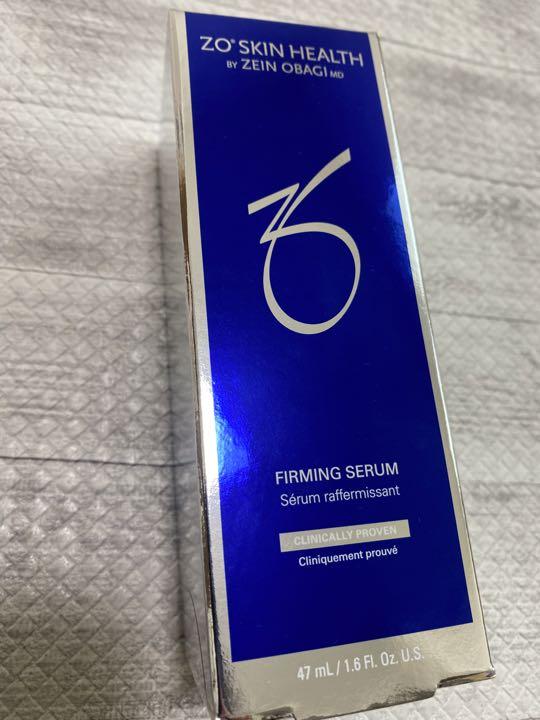 ZO® SKIN HEALTH
BY ZEIN OBAGI MD
ZO
FIRMING SERUM
Sérum raffermissant
CLINICALLY PROVEN
Cliniquement prouvé
47 mL / 1.6 Fl. Oz. U.S.